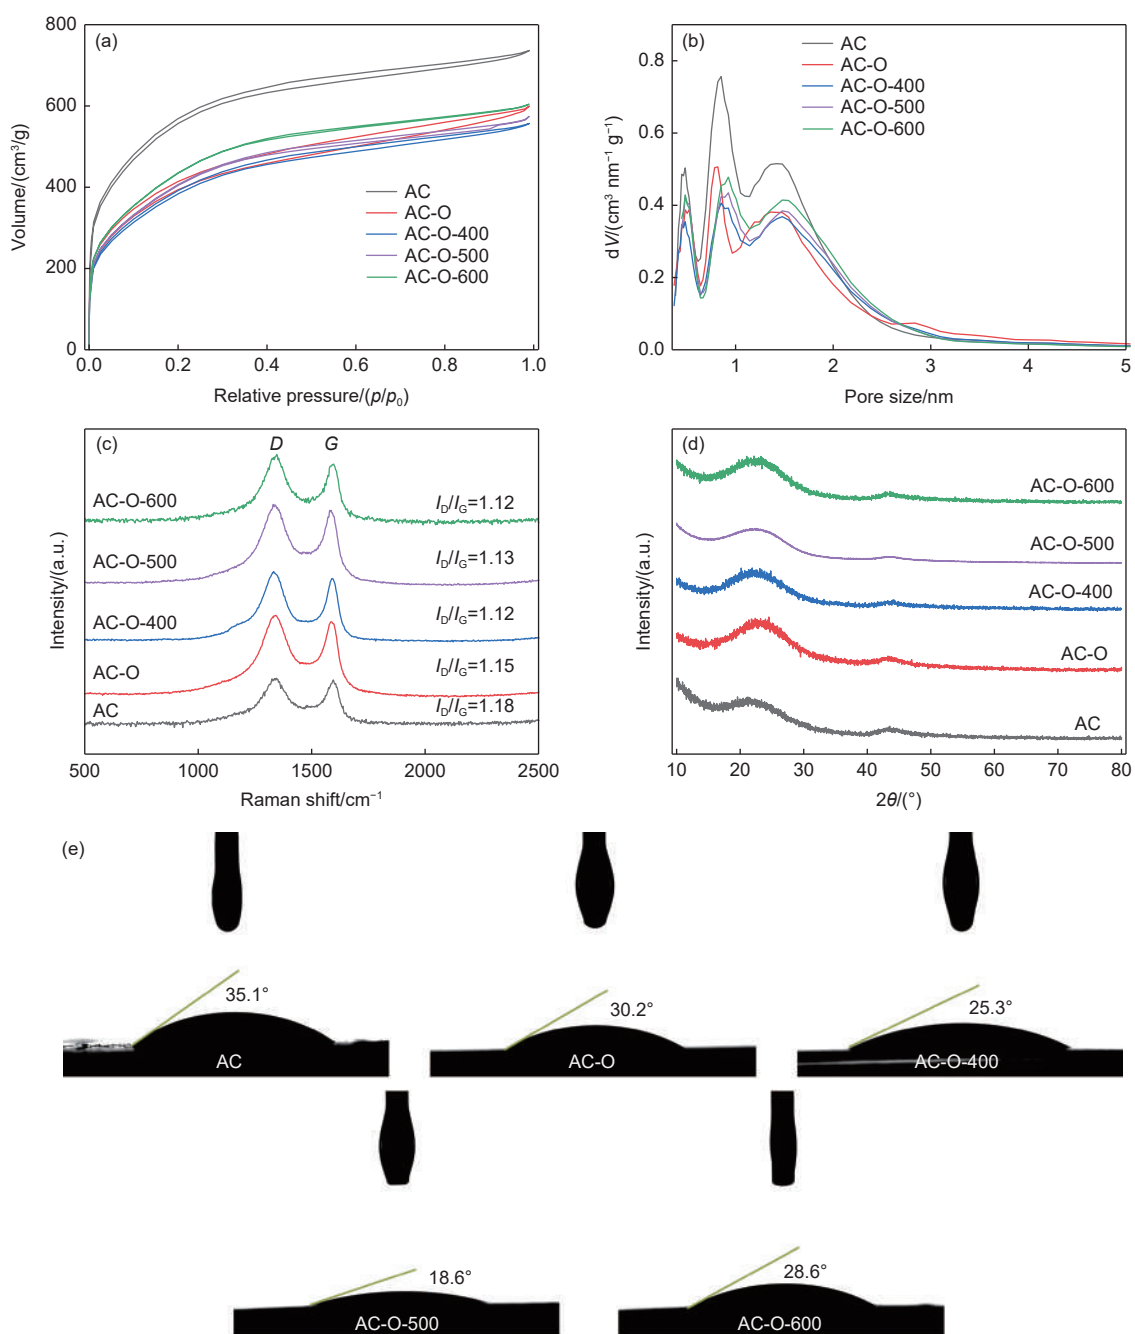 (a)
800
600
400
200
0
Volume/(cm³/g)
AC
AC-O
AC-O-400
AC-O-500
AC-O-600
0.0 0.2 0.4 0.6 0.8 1.0
Relative pressure/(p/p₀)
(b)
0.8
0.6
0.4
0.2
0.0
dV/(cm³ nm⁻¹ g⁻¹)
AC
AC-O
AC-O-400
AC-O-500
AC-O-600
1 2 3 4 5
Pore size/nm
(c)
D G
Intensity/(a.u.)
AC-O-600 I_D/I_G=1.12
AC-O-500 I_D/I_G=1.13
AC-O-400 I_D/I_G=1.12
AC-O I_D/I_G=1.15
AC I_D/I_G=1.18
500 1000 1500 2000 2500
Raman shift/cm⁻¹
(d)
Intensity/(a.u.)
AC-O-600
AC-O-500
AC-O-400
AC-O
AC
10 20 30 40 50 60 70 80
2θ/(°)
(e)
35.1°
AC
30.2°
AC-O
25.3°
AC-O-400
18.6°
AC-O-500
28.6°
AC-O-600